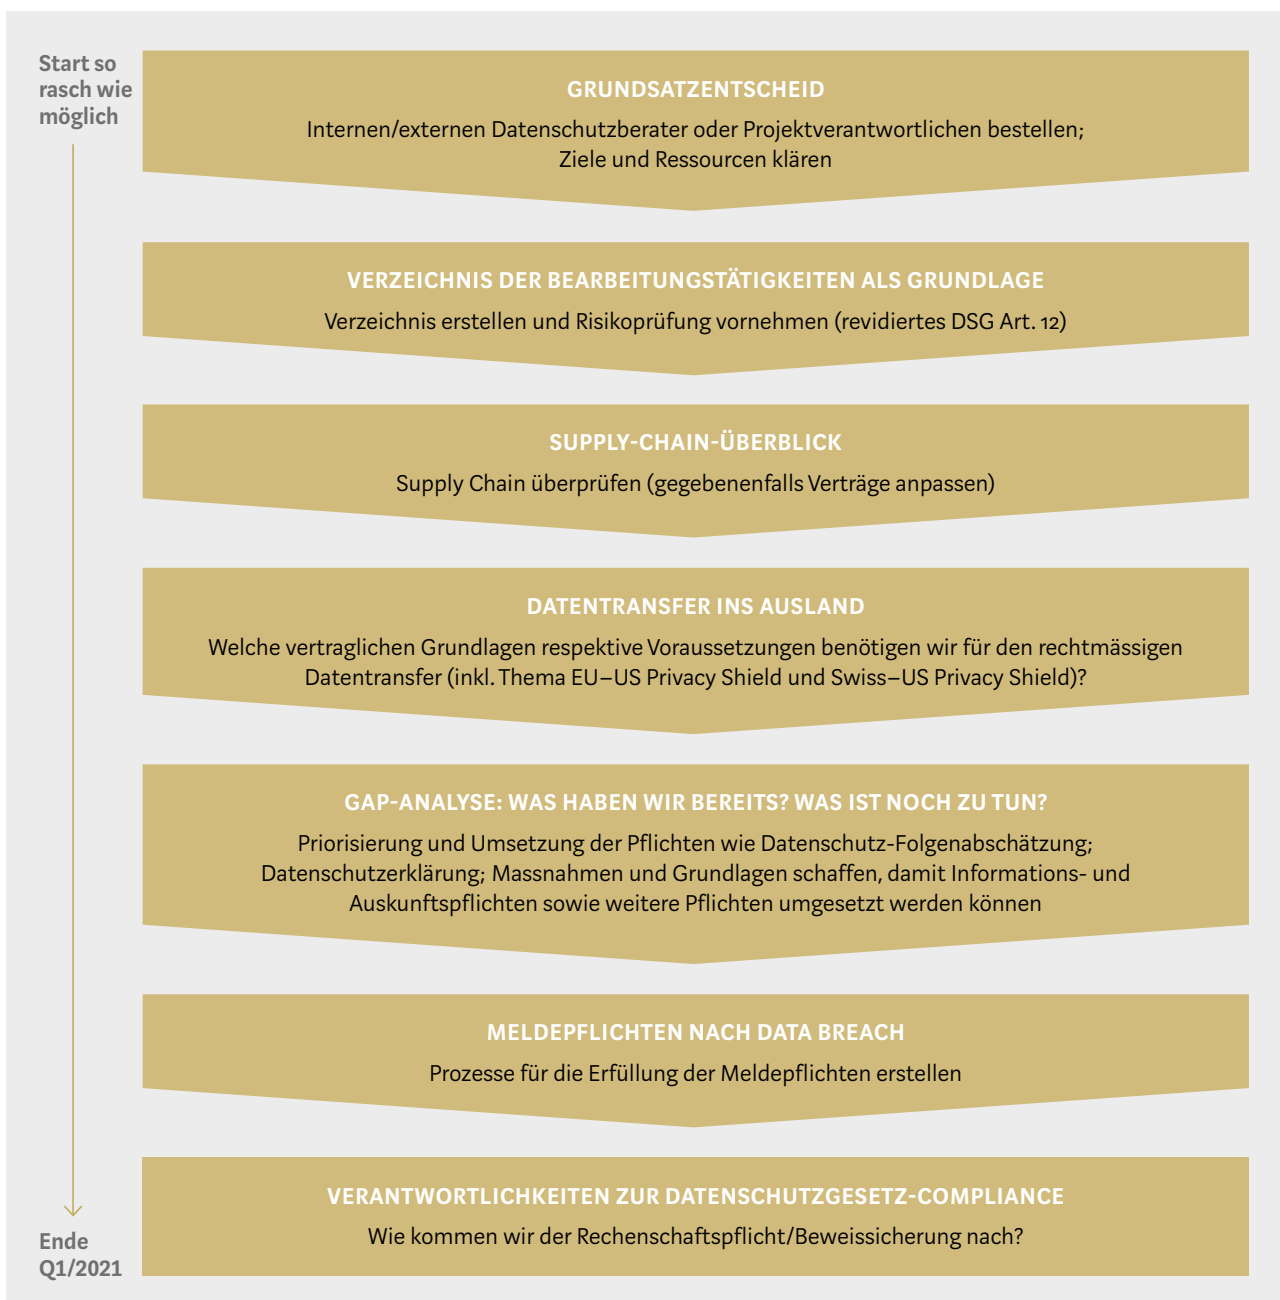 Start so
rasch wie
möglich
GRUNDSATZENTSCHEID
Internen/externen Datenschutzberater oder Projektverantwortlichen bestellen;
Ziele und Ressourcen klären
VERZEICHNIS DER BEARBEITUNGSTÄTIGKEITEN ALS GRUNDLAGE
Verzeichnis erstellen und Risikoprüfung vornehmen (revidiertes DSG Art. 12)
SUPPLY-CHAIN-ÜBERBLICK
Supply Chain überprüfen (gegebenenfalls Verträge anpassen)
DATENTRANSFER INS AUSLAND
Welche vertraglichen Grundlagen respektive Voraussetzungen benötigen wir für den rechtmässigen
Datentransfer (inkl. Thema EU–US Privacy Shield und Swiss–US Privacy Shield)?
GAP-ANALYSE: WAS HABEN WIR BEREITS? WAS IST NOCH ZU TUN?
Priorisierung und Umsetzung der Pflichten wie Datenschutz-Folgenabschätzung;
Datenschutzerklärung; Massnahmen und Grundlagen schaffen, damit Informations- und
Auskunftspflichten sowie weitere Pflichten umgesetzt werden können
MELDEPFLICHTEN NACH DATA BREACH
Prozesse für die Erfüllung der Meldepflichten erstellen
VERANTWORTLICHKEITEN ZUR DATENSCHUTZGESETZ-COMPLIANCE
Wie kommen wir der Rechenschaftspflicht/Beweissicherung nach?
Ende
Q1/2021